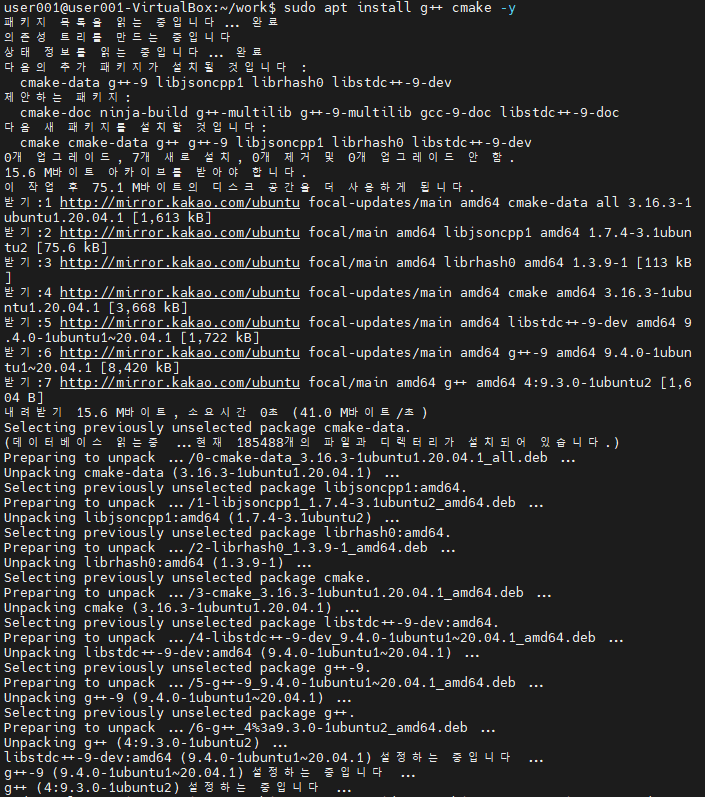 user001@user001-VirtualBox:~/work$ sudo apt install g++ cmake -y
패키지 목록을 읽는 중입니다... 완료
의존성 트리를 만드는 중입니다
상태 정보를 읽는 중입니다... 완료
다음의 추가 패키지가 설치될 것입니다 :
  cmake-data g++-9 libjsoncpp1 librhash0 libstdc++-9-dev
제안하는 패키지:
  cmake-doc ninja-build g++-multilib g++-9-multilib gcc-9-doc libstdc++-9-doc
다음 새 패키지를 설치할 것입니다:
  cmake cmake-data g++ g++-9 libjsoncpp1 librhash0 libstdc++-9-dev
0개 업그레이드, 7개 새로 설치, 0개 제거 및 0개 업그레이드 안 함.
15.6 M바이트 아카이브를 받아야 합니다.
이 작업 후 75.1 M바이트의 디스크 공간을 더 사용하게 됩니다.
받기:1 http://mirror.kakao.com/ubuntu focal-updates/main amd64 cmake-data all 3.16.3-1
ubuntu1.20.04.1 [1,613 kB]
받기:2 http://mirror.kakao.com/ubuntu focal/main amd64 libjsoncpp1 amd64 1.7.4-3.1ubun
tu2 [75.6 kB]
받기:3 http://mirror.kakao.com/ubuntu focal/main amd64 librhash0 amd64 1.3.9-1 [113 kB
]
받기:4 http://mirror.kakao.com/ubuntu focal-updates/main amd64 cmake amd64 3.16.3-1ubu
ntu1.20.04.1 [3,668 kB]
받기:5 http://mirror.kakao.com/ubuntu focal-updates/main amd64 libstdc++-9-dev amd64 9
.4.0-1ubuntu1~20.04.1 [1,722 kB]
받기:6 http://mirror.kakao.com/ubuntu focal-updates/main amd64 g++-9 amd64 9.4.0-1ubun
tu1~20.04.1 [8,420 kB]
받기:7 http://mirror.kakao.com/ubuntu focal/main amd64 g++ amd64 4:9.3.0-1ubuntu2 [1,6
04 B]
내려받기 15.6 M바이트, 소요시간 0초 (41.0 M바이트/초)
Selecting previously unselected package cmake-data.
(데이터베이스 읽는중 ...현재 185488개의 파일과 디렉터리가 설치되어 있습니다.)
Preparing to unpack .../0-cmake-data_3.16.3-1ubuntu1.20.04.1_all.deb ...
Unpacking cmake-data (3.16.3-1ubuntu1.20.04.1) ...
Selecting previously unselected package libjsoncpp1:amd64.
Preparing to unpack .../1-libjsoncpp1_1.7.4-3.1ubuntu2_amd64.deb ...
Unpacking libjsoncpp1:amd64 (1.7.4-3.1ubuntu2) ...
Selecting previously unselected package librhash0:amd64.
Preparing to unpack .../2-librhash0_1.3.9-1_amd64.deb ...
Unpacking librhash0:amd64 (1.3.9-1) ...
Selecting previously unselected package cmake.
Preparing to unpack .../3-cmake_3.16.3-1ubuntu1.20.04.1_amd64.deb ...
Unpacking cmake (3.16.3-1ubuntu1.20.04.1) ...
Selecting previously unselected package libstdc++-9-dev:amd64.
Preparing to unpack .../4-libstdc++-9-dev_9.4.0-1ubuntu1~20.04.1_amd64.deb ...
Unpacking libstdc++-9-dev:amd64 (9.4.0-1ubuntu1~20.04.1) ...
Selecting previously unselected package g++-9.
Preparing to unpack .../5-g++-9_9.4.0-1ubuntu1~20.04.1_amd64.deb ...
Unpacking g++-9 (9.4.0-1ubuntu1~20.04.1) ...
Selecting previously unselected package g++.
Preparing to unpack .../6-g++_4%3a9.3.0-1ubuntu2_amd64.deb ...
Unpacking g++ (4:9.3.0-1ubuntu2) ...
libstdc++-9-dev:amd64 (9.4.0-1ubuntu1~20.04.1) 설정하는 중입니다 ...
g++-9 (9.4.0-1ubuntu1~20.04.1) 설정하는 중입니다 ...
g++ (4:9.3.0-1ubuntu2) 설정하는 중입니다 ...